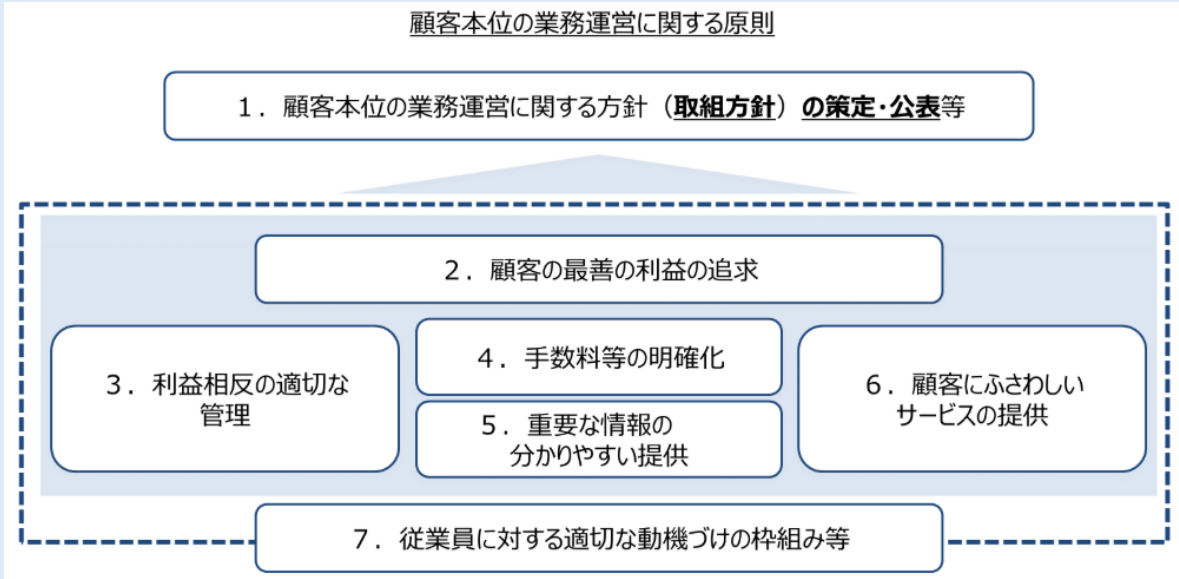 顧客本位の業務運営に関する原則
1．顧客本位の業務運営に関する方針（取組方針）の策定・公表等
2．顧客の最善の利益の追求
3．利益相反の適切な
管理
4．手数料等の明確化
5．重要な情報の
分かりやすい提供
6．顧客にふさわしい
サービスの提供
7．従業員に対する適切な動機づけの枠組み等